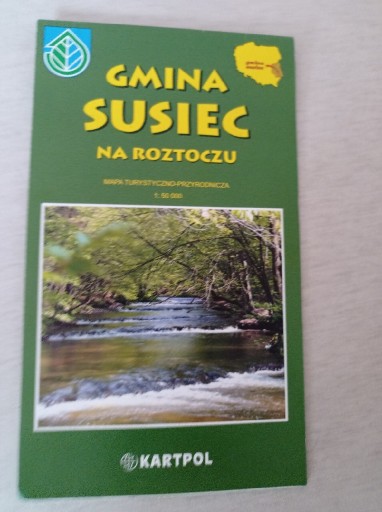 GMINA
SUSIEC
NA ROZTOCZU
MAPA TURYSTYCZNO-PRZYRODNICZA
1: 50 000
KARTPOL